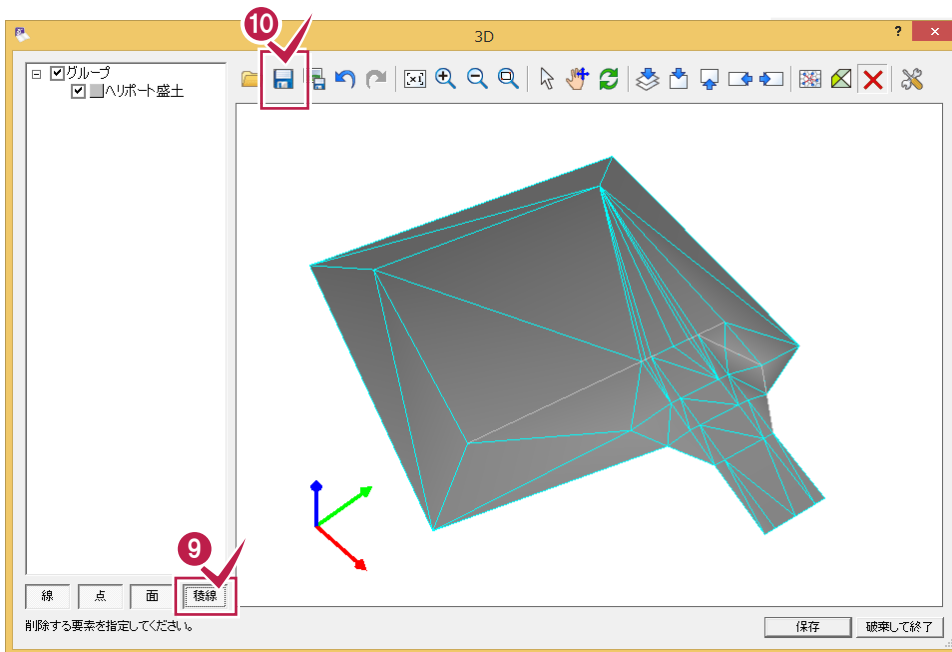 10
3D
?
グループ
ヘリポート盛土
9
線 点 面 稜線
削除する要素を指定してください。
保存 破棄して終了